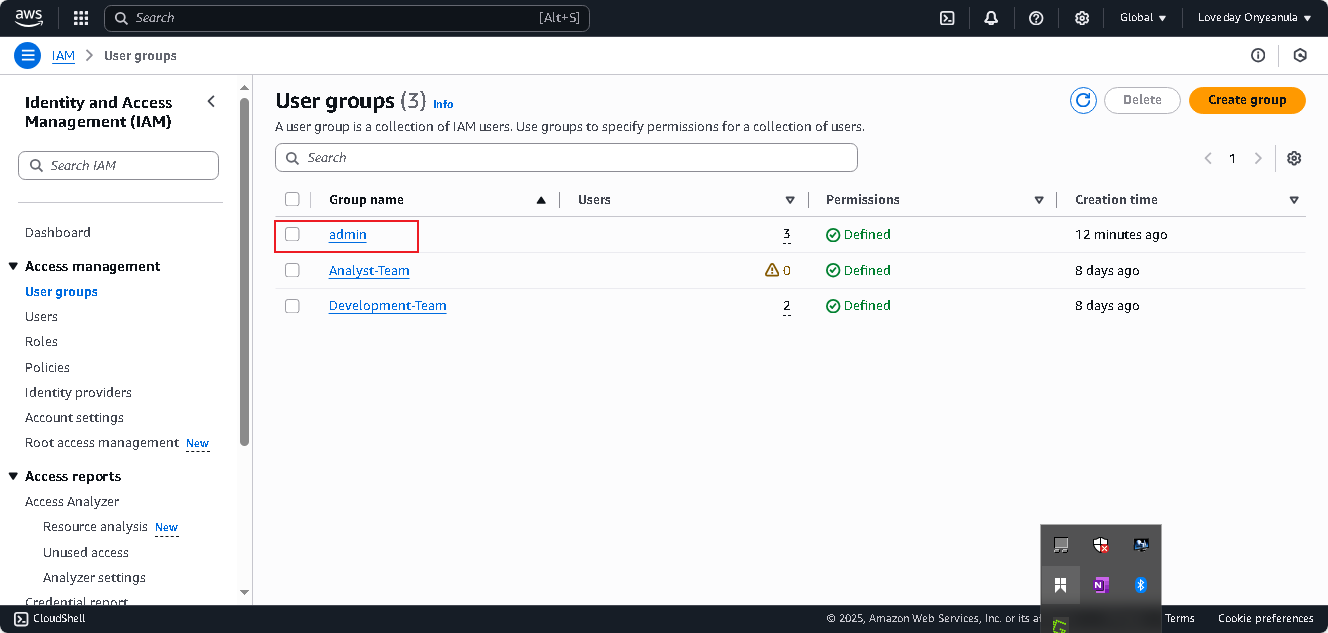 aws
Search [Alt+S]
Global
Loveday Onyeanula
IAM
User groups
Identity and Access
Management (IAM)
Search IAM
Dashboard
Access management
User groups
Users
Roles
Policies
Identity providers
Account settings
Root access management New
Access reports
Access Analyzer
Resource analysis New
Unused access
Analyzer settings
Credential report
User groups (3) Info
Delete
Create group
A user group is a collection of IAM users. Use groups to specify permissions for a collection of users.
Search
1
Group name Users Permissions Creation time
admin 3 Defined 12 minutes ago
Analyst-Team 0 Defined 8 days ago
Development-Team 2 Defined 8 days ago
CloudShell
© 2025, Amazon Web Services, Inc. or its
Terms
Cookie preferences